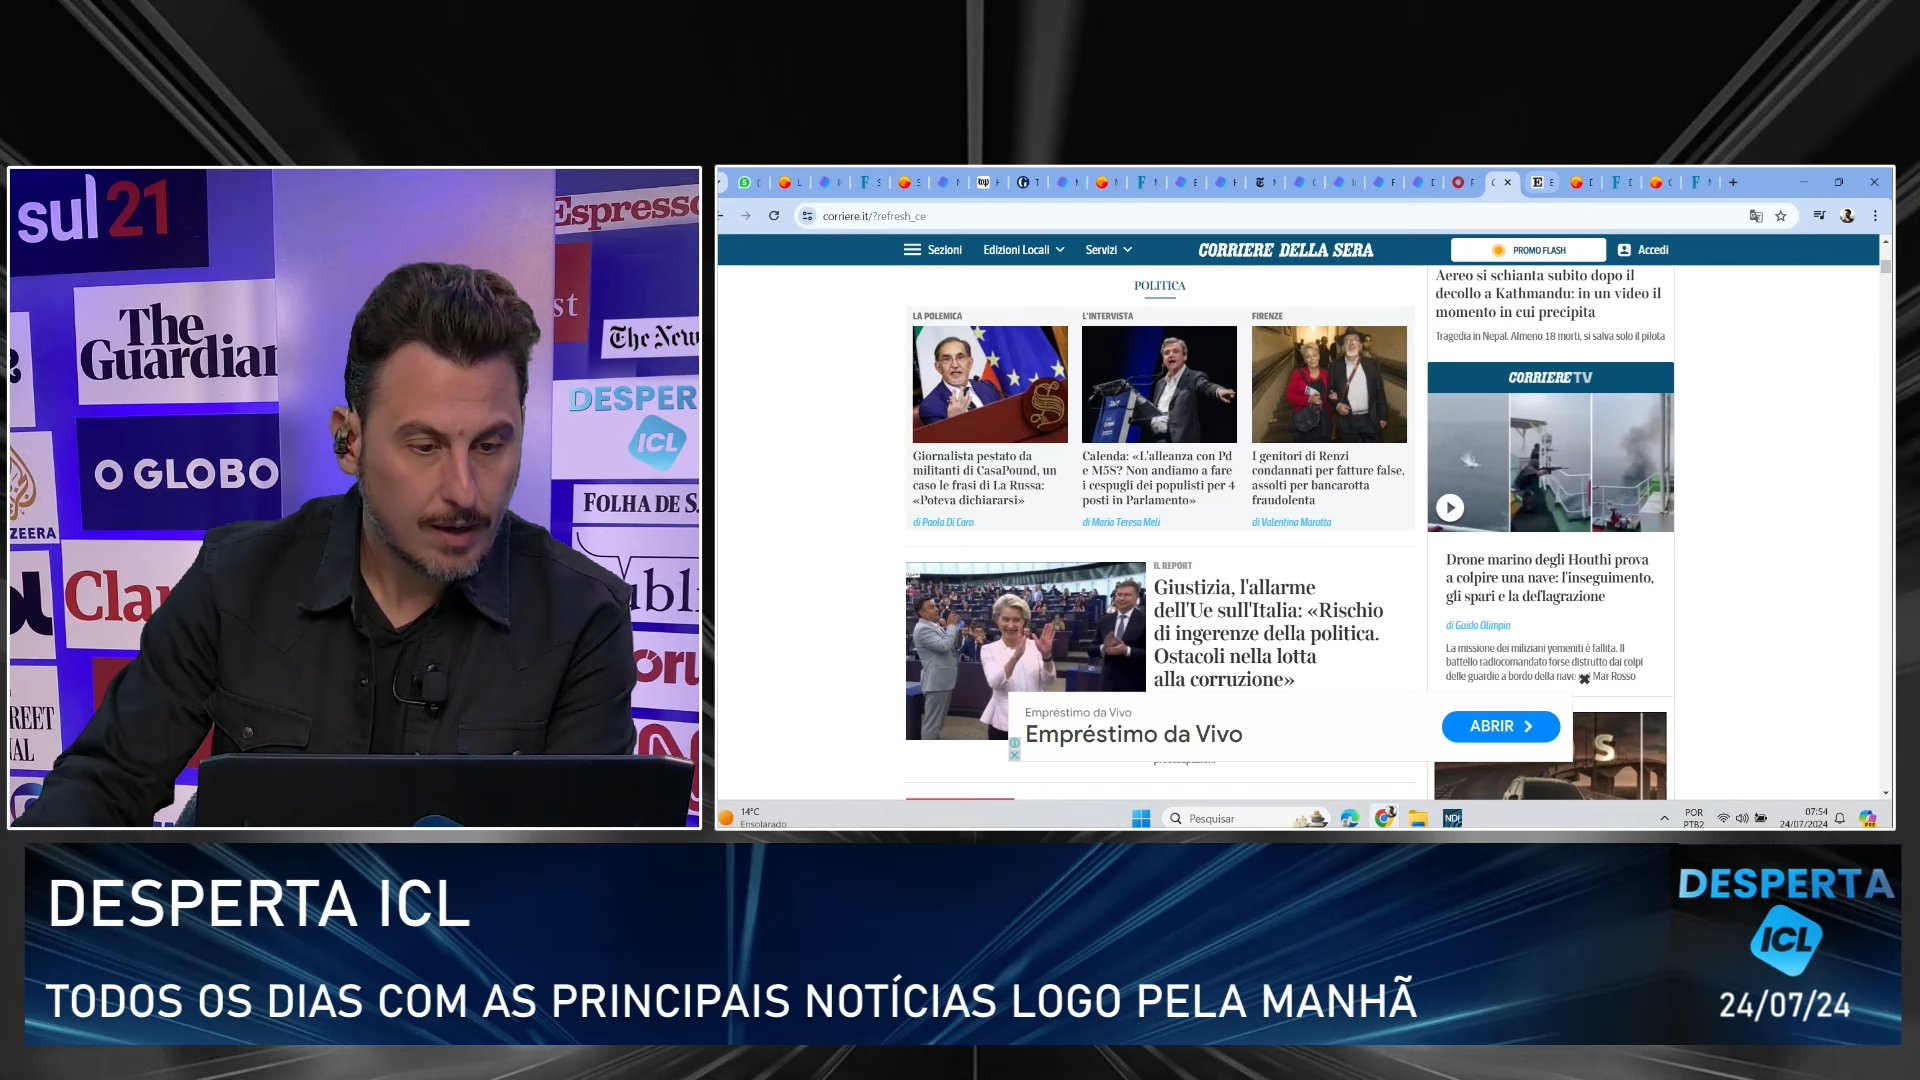 sul21
Espresso
The Guardian
st
The New
DESPER
ICL
O GLOBO
FOLHA DE S.
ZEERA
Cla
REET
AL
corriere.it/?refresh_ce
Sezioni
Edizioni Locali
Servizi
CORRIERE DELLA SERA
PROMO FLASH
Accedi
POLITICA
LA POLEMICA
Giornalista pestato da
militanti di CasaPound, un
caso le frasi di La Russa:
«Poteva dichiararsi»
di Paola Di Caro
L'INTERVISTA
Calenda: «L'alleanza con Pd
e M5S? Non andiamo a fare
i cespugli dei populisti per 4
posti in Parlamento»
di Maria Teresa Meli
FIRENZE
I genitori di Renzi
condannati per fatture false,
assolti per bancarotta
fraudolenta
di Valentina Marotta
IL REPORT
Giustizia, l'allarme
dell'Ue sull'Italia: «Rischio
di ingerenze della politica.
Ostacoli nella lotta
alla corruzione»
Aereo si schianta subito dopo il
decollo a Kathmandu: in un video il
momento in cui precipita
Tragedia in Nepal. Almeno 18 morti, si salva solo il pilota
CORRIERE TV
Drone marino degli Houthi prova
a colpire una nave: l'inseguimento,
gli spari e la deflagrazione
di Guido Olimpio
La missione dei miliziani yemeniti è fallita. Il
battello radiocomandato forse distrutto dai colpi
delle guardie a bordo della nave Mar Rosso
Empréstimo da Vivo
Empréstimo da Vivo
ABRIR
14°C
Ensolarado
Pesquisar
POR
PTB2
07:54
24/07/2024
DESPERTA ICL
TODOS OS DIAS COM AS PRINCIPAIS NOTÍCIAS LOGO PELA MANHÃ
DESPERTA
ICL
24/07/24